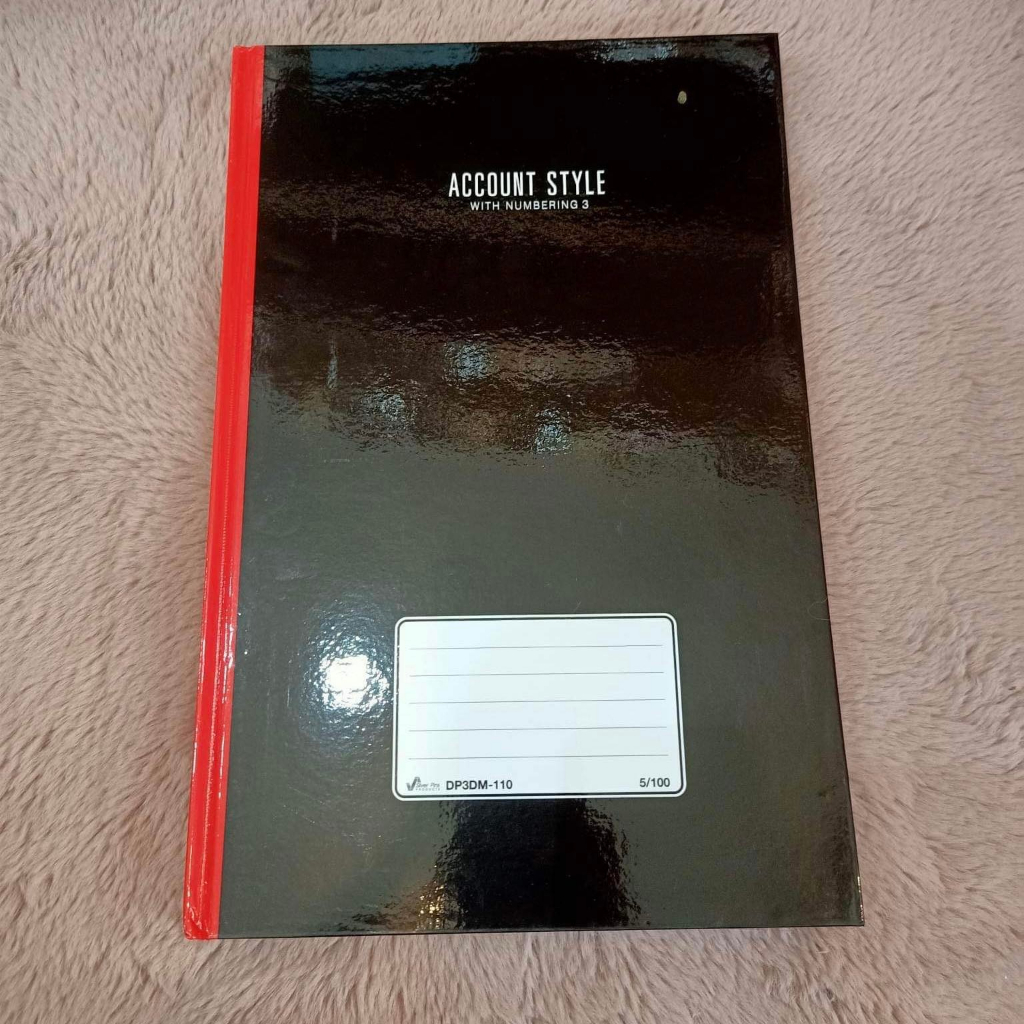 ACCOUNT STYLE
WITH NUMBERING 3
DP3DM-110 5/100